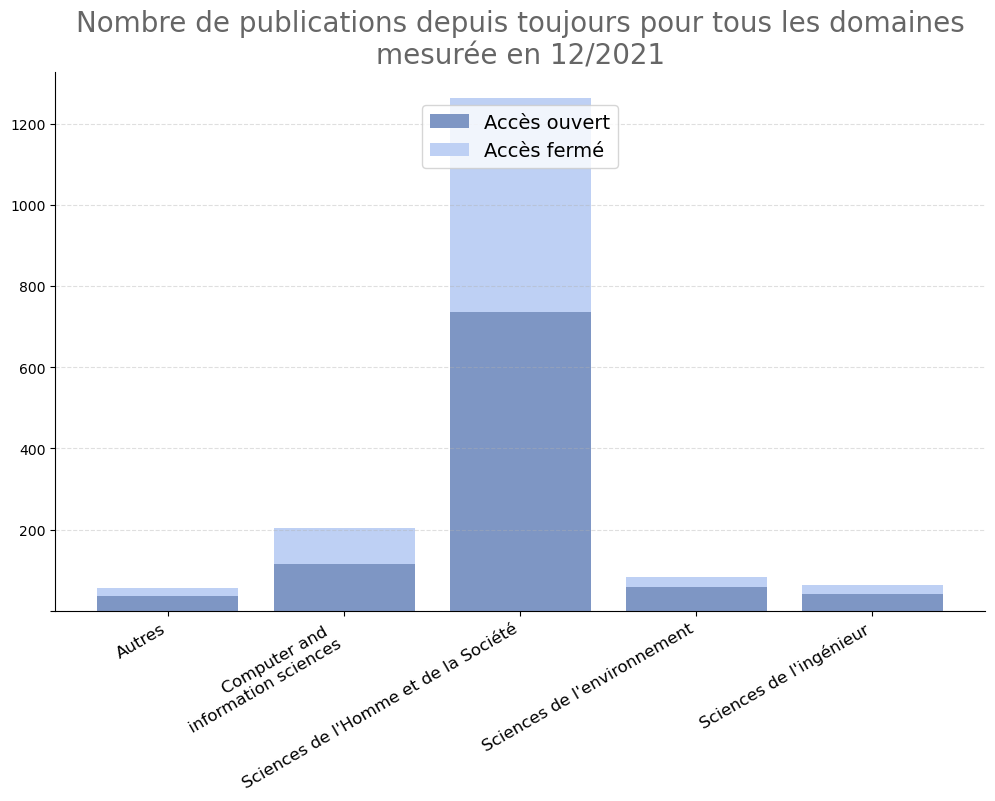 Nombre de publications depuis toujours pour tous les domaines
mesurée en 12/2021
Accès ouvert
Accès fermé
1200
1000
800
600
400
200
Autres
Computer and
information sciences
Sciences de l'Homme et de la Société
Sciences de l'environnement
Sciences de l'ingénieur